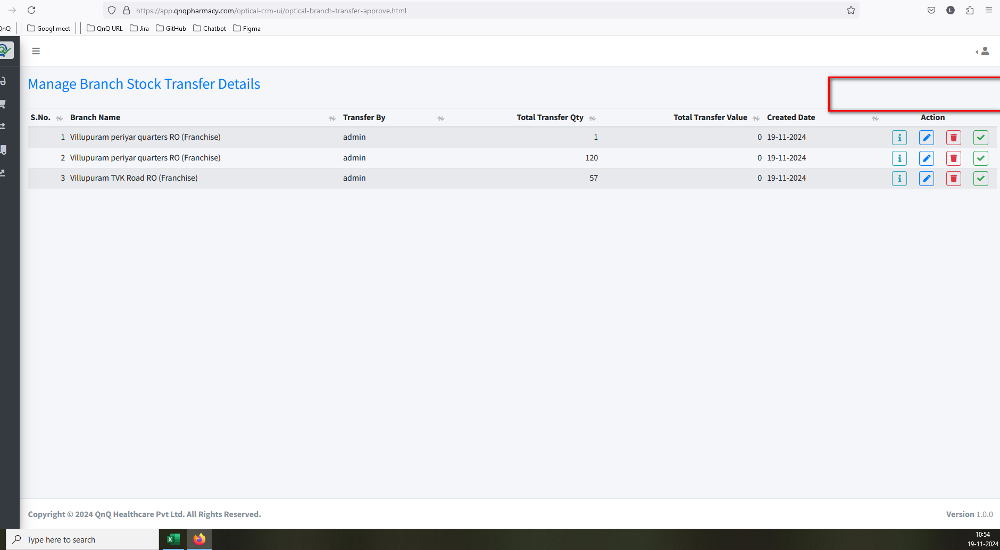 https://app.qnqpharmacy.com/optical-crm-ui/optical-branch-transfer-approve.html
L
QnQ Googl meet QnQ URL Jira GitHub Chatbot Figma
Manage Branch Stock Transfer Details
S.No. Branch Name Transfer By Total Transfer Qty Total Transfer Value Created Date Action
1 Villupuram periyar quarters RO (Franchise) admin 1 0 19-11-2024
2 Villupuram periyar quarters RO (Franchise) admin 120 0 19-11-2024
3 Villupuram TVK Road RO (Franchise) admin 57 0 19-11-2024
Copyright © 2024 QnQ Healthcare Pvt Ltd. All Rights Reserved.
Version 1.0.0
Type here to search
10:54
19-11-2024